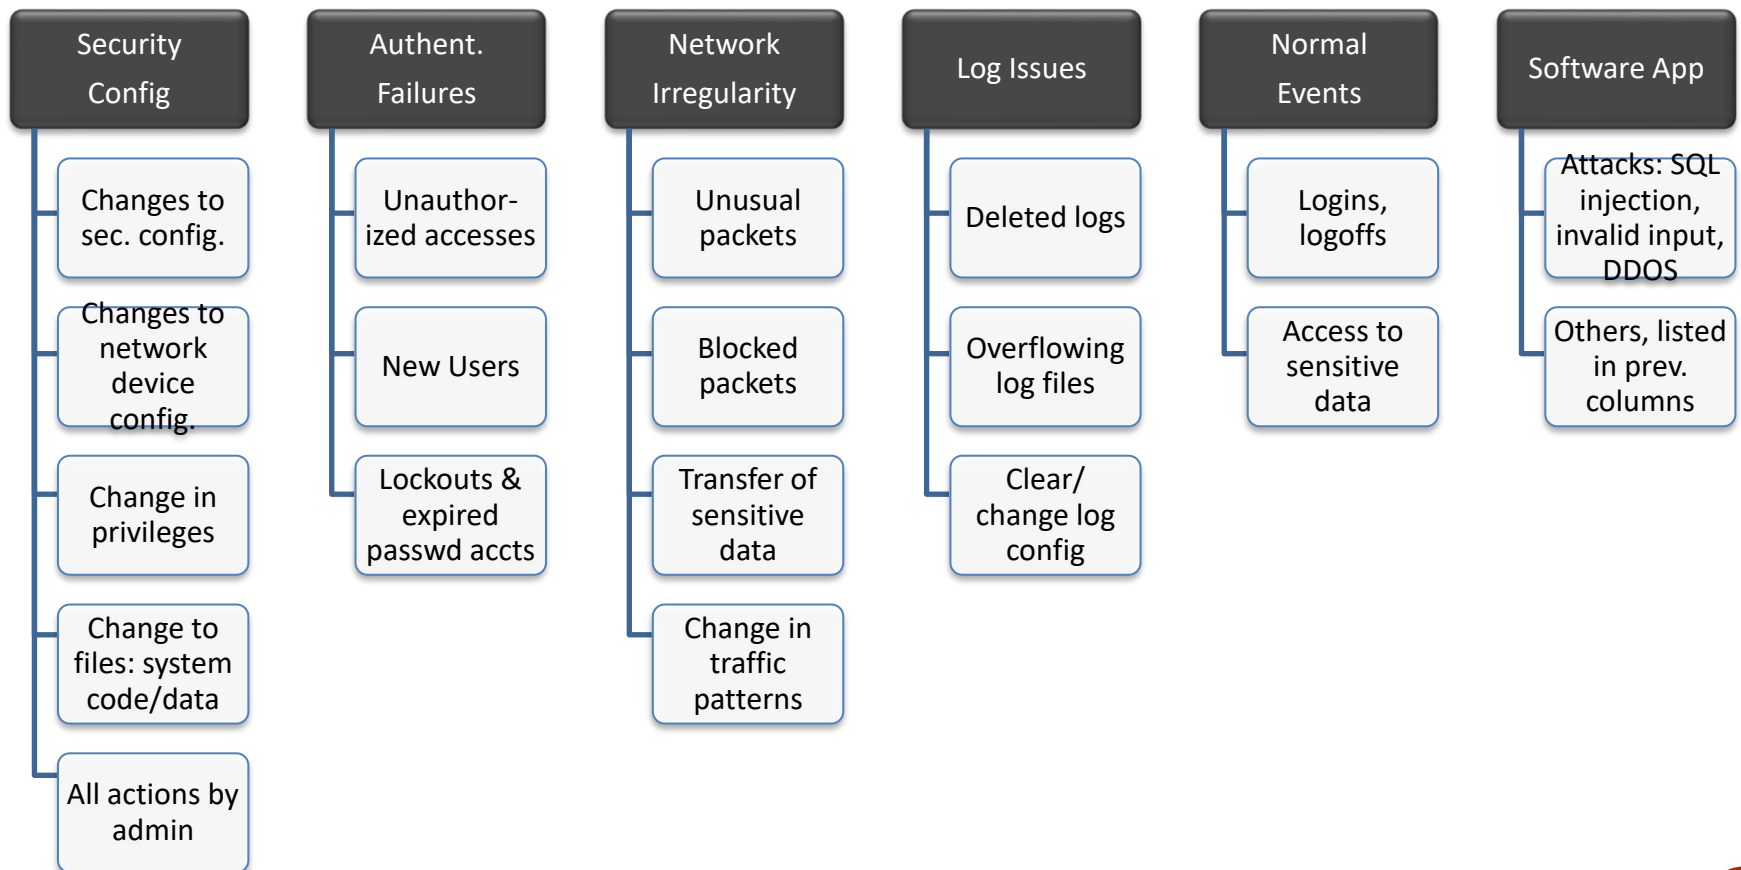 Security
Config
Changes to
sec. config.
Changes to
network
device
config.
Change in
privileges
Change to
files: system
code/data
All actions by
admin
Authent.
Failures
Unauthor-
ized accesses
New Users
Lockouts &
expired
passwd accts
Network
Irregularity
Unusual
packets
Blocked
packets
Transfer of
sensitive
data
Change in
traffic
patterns
Log Issues
Deleted logs
Overflowing
log files
Clear/
change log
config
Normal
Events
Logins,
logoffs
Access to
sensitive
data
Software App
Attacks: SQL
injection,
invalid input,
DDOS
Others, listed
in prev.
columns